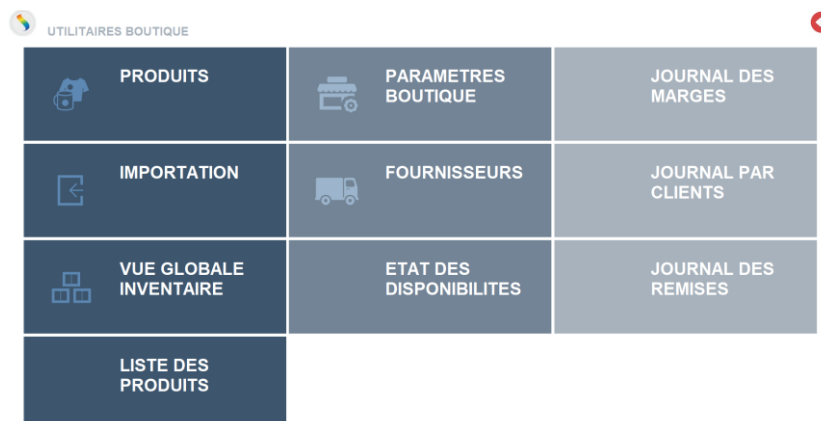 UTILITAIRES BOUTIQUE
PRODUITS
PARAMETRES
BOUTIQUE
JOURNAL DES
MARGES
IMPORTATION
FOURNISSEURS
JOURNAL PAR
CLIENTS
VUE GLOBALE
INVENTAIRE
ETAT DES
DISPONIBILITES
JOURNAL DES
REMISES
LISTE DES
PRODUITS